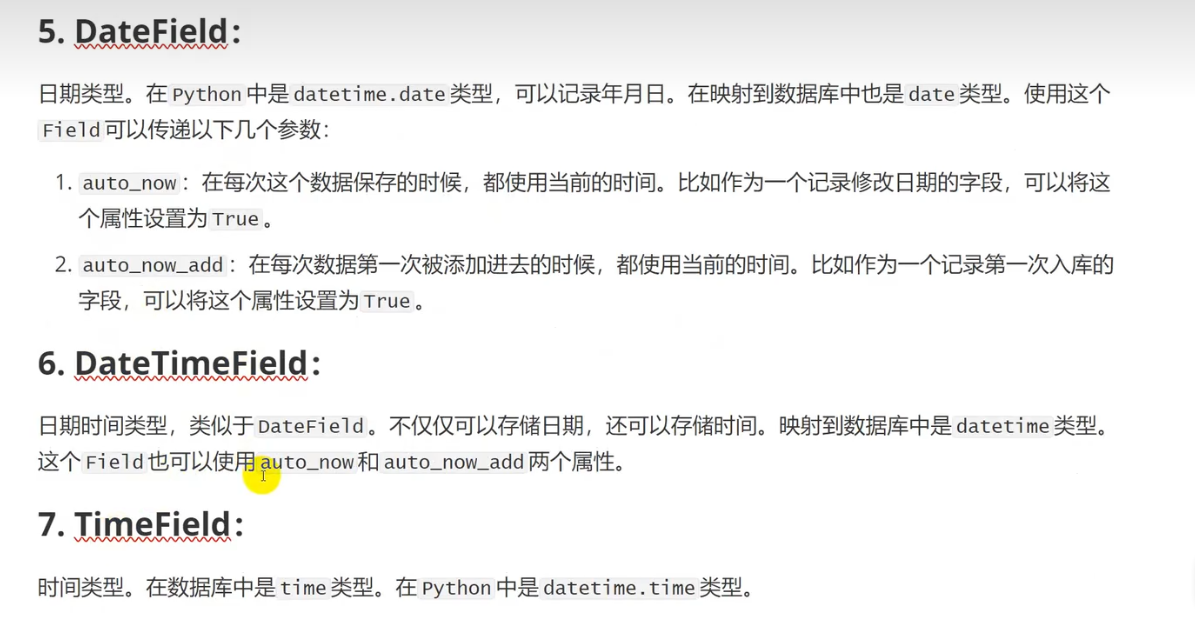 5. DateField：
日期类型。在Python中是datetime.date类型，可以记录年月日。在映射到数据库中也是date类型。使用这个
Field可以传递以下几个参数：
1. auto_now：在每次这个数据保存的时候，都使用当前的时间。比如作为一个记录修改日期的字段，可以将这
个属性设置为True。
2. auto_now_add：在每次数据第一次被添加进去的时候，都使用当前的时间。比如作为一个记录第一次入库的
字段，可以将这个属性设置为True。
6. DateTimeField：
日期时间类型，类似于DateField。不仅仅可以存储日期，还可以存储时间。映射到数据库中是datetime类型。
这个Field也可以使用auto_now和auto_now_add两个属性。
7. TimeField：
时间类型。在数据库中是time类型。在Python中是datetime.time类型。